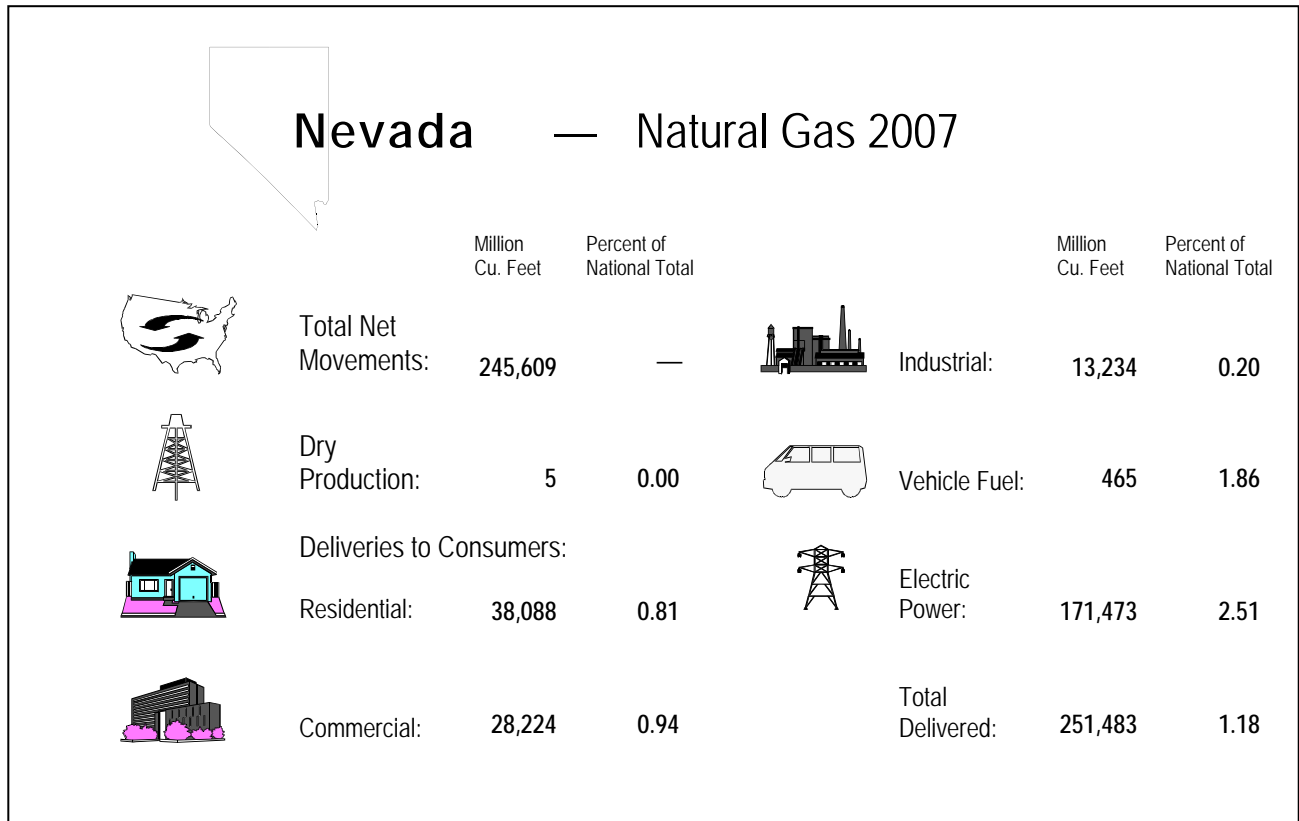 Nevada — Natural Gas 2007
Million Cu. Feet
Percent of National Total
Total Net Movements: 245,609 —
Dry Production: 5 0.00
Deliveries to Consumers:
Residential: 38,088 0.81
Commercial: 28,224 0.94
Million Cu. Feet
Percent of National Total
Industrial: 13,234 0.20
Vehicle Fuel: 465 1.86
Electric Power: 171,473 2.51
Total Delivered: 251,483 1.18